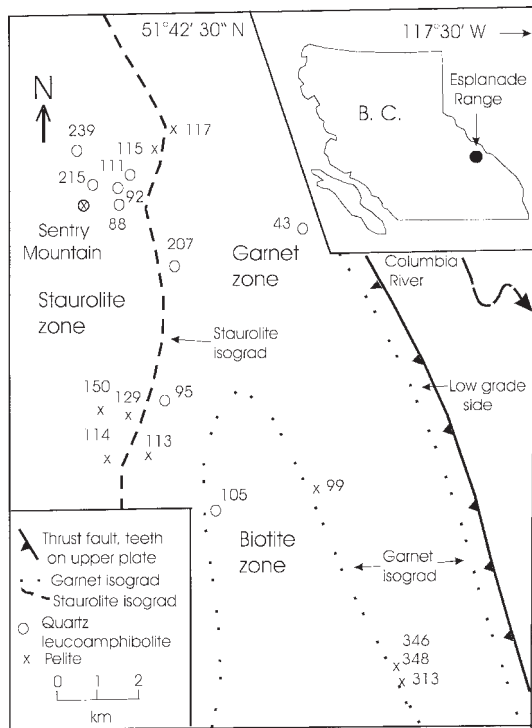 51°42' 30" N
117°30' W
N
Esplanade
Range
B. C.
239
117
115
111
215
92
88
Sentry
Mountain
43
207
Garnet
zone
Columbia
River
Staurolite
zone
Staurolite
isograd
Low grade
side
150
129
95
114
113
105
99
Biotite
zone
Garnet
isograd
346
348
313
Thrust fault, teeth
on upper plate
Garnet isograd
Staurolite isograd
Quartz
leucoamphibolite
x Pelite
0 1 2
km